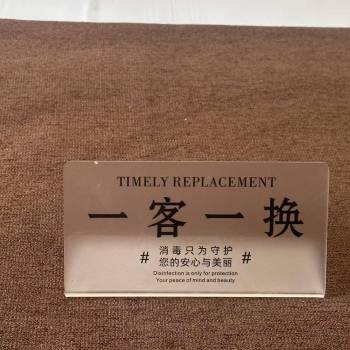 TIMELY REPLACEMENT
一客一换
# 消毒只为守护 #
您的安心与美丽
Disinfection is only for protection
Your peace of mind and beauty